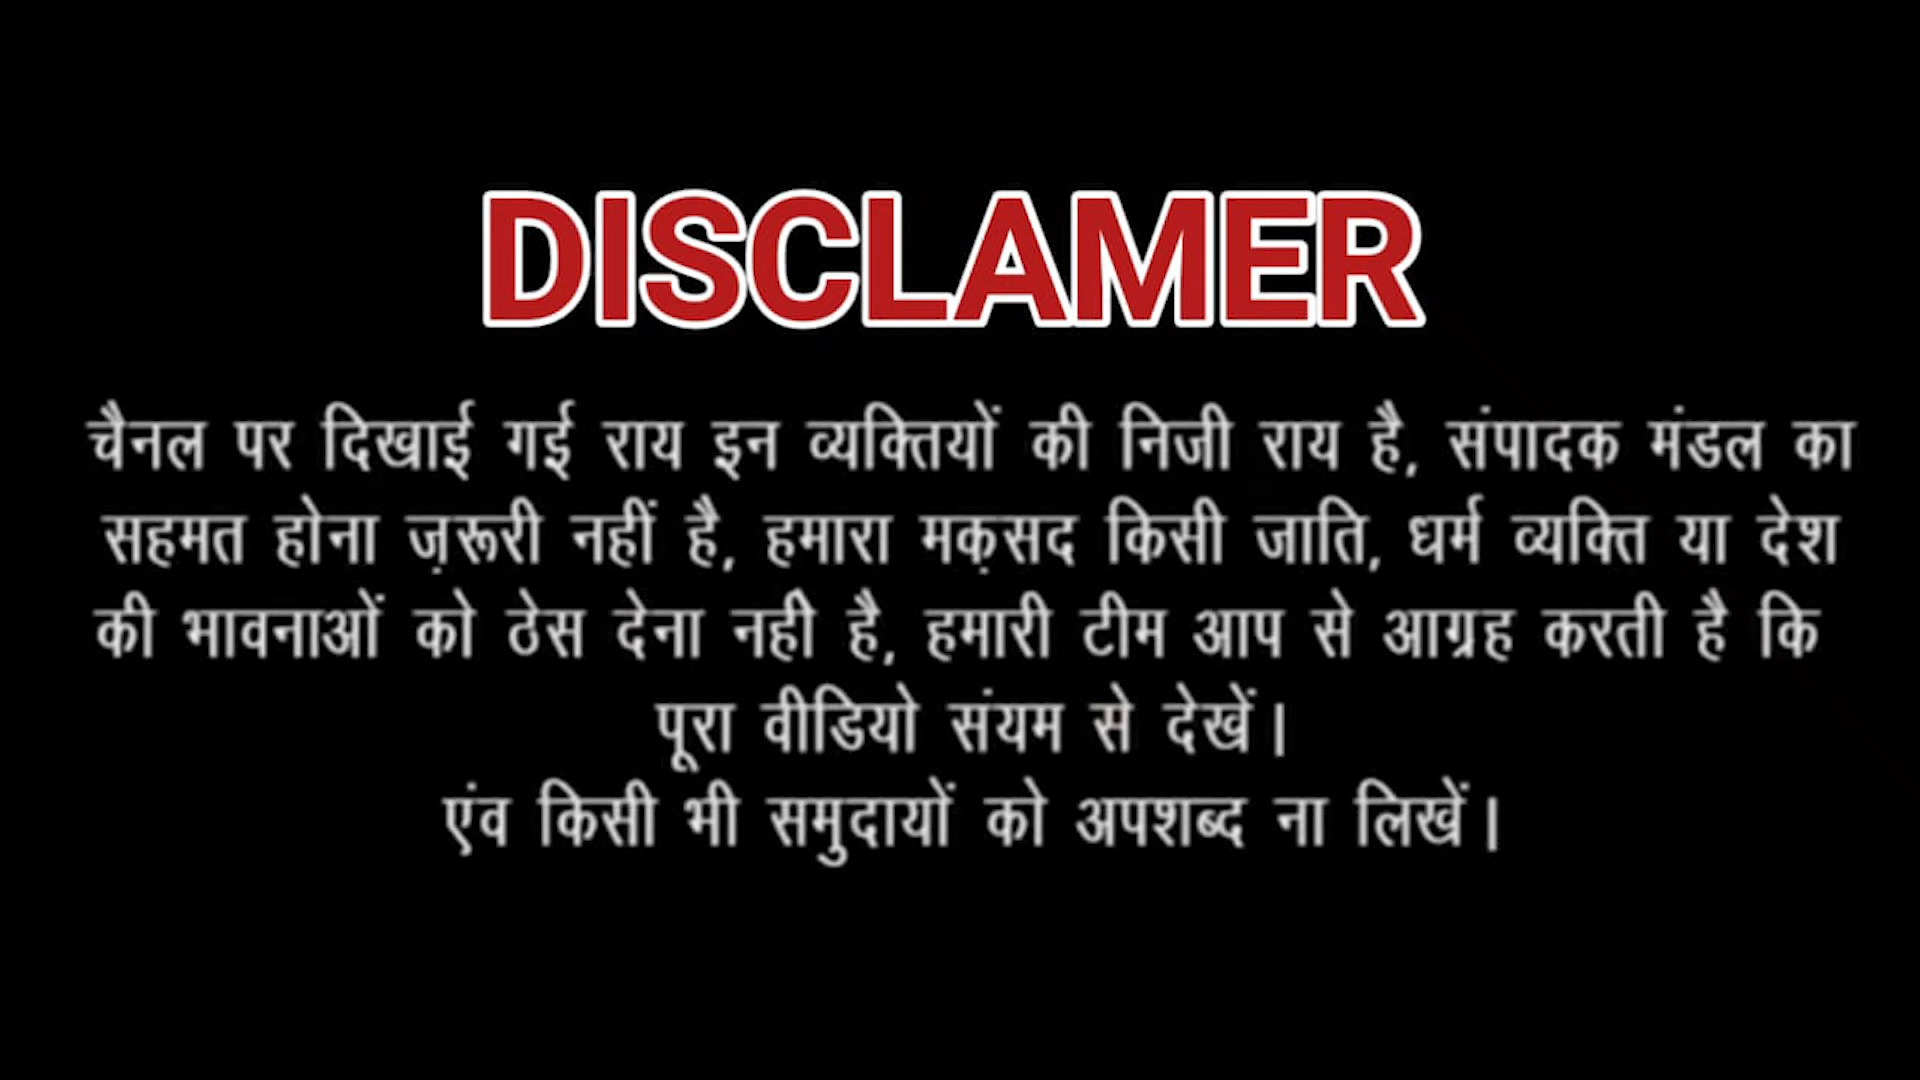 DISCLAMER
चैनल पर दिखाई गई राय इन व्यक्तियों की निजी राय है, संपादक मंडल का
सहमत होना ज़रूरी नहीं है, हमारा मक़सद किसी जाति, धर्म व्यक्ति या देश
की भावनाओं को ठेस देना नही है, हमारी टीम आप से आग्रह करती है कि
पूरा वीडियो संयम से देखें।
एंव किसी भी समुदायों को अपशब्द ना लिखें।